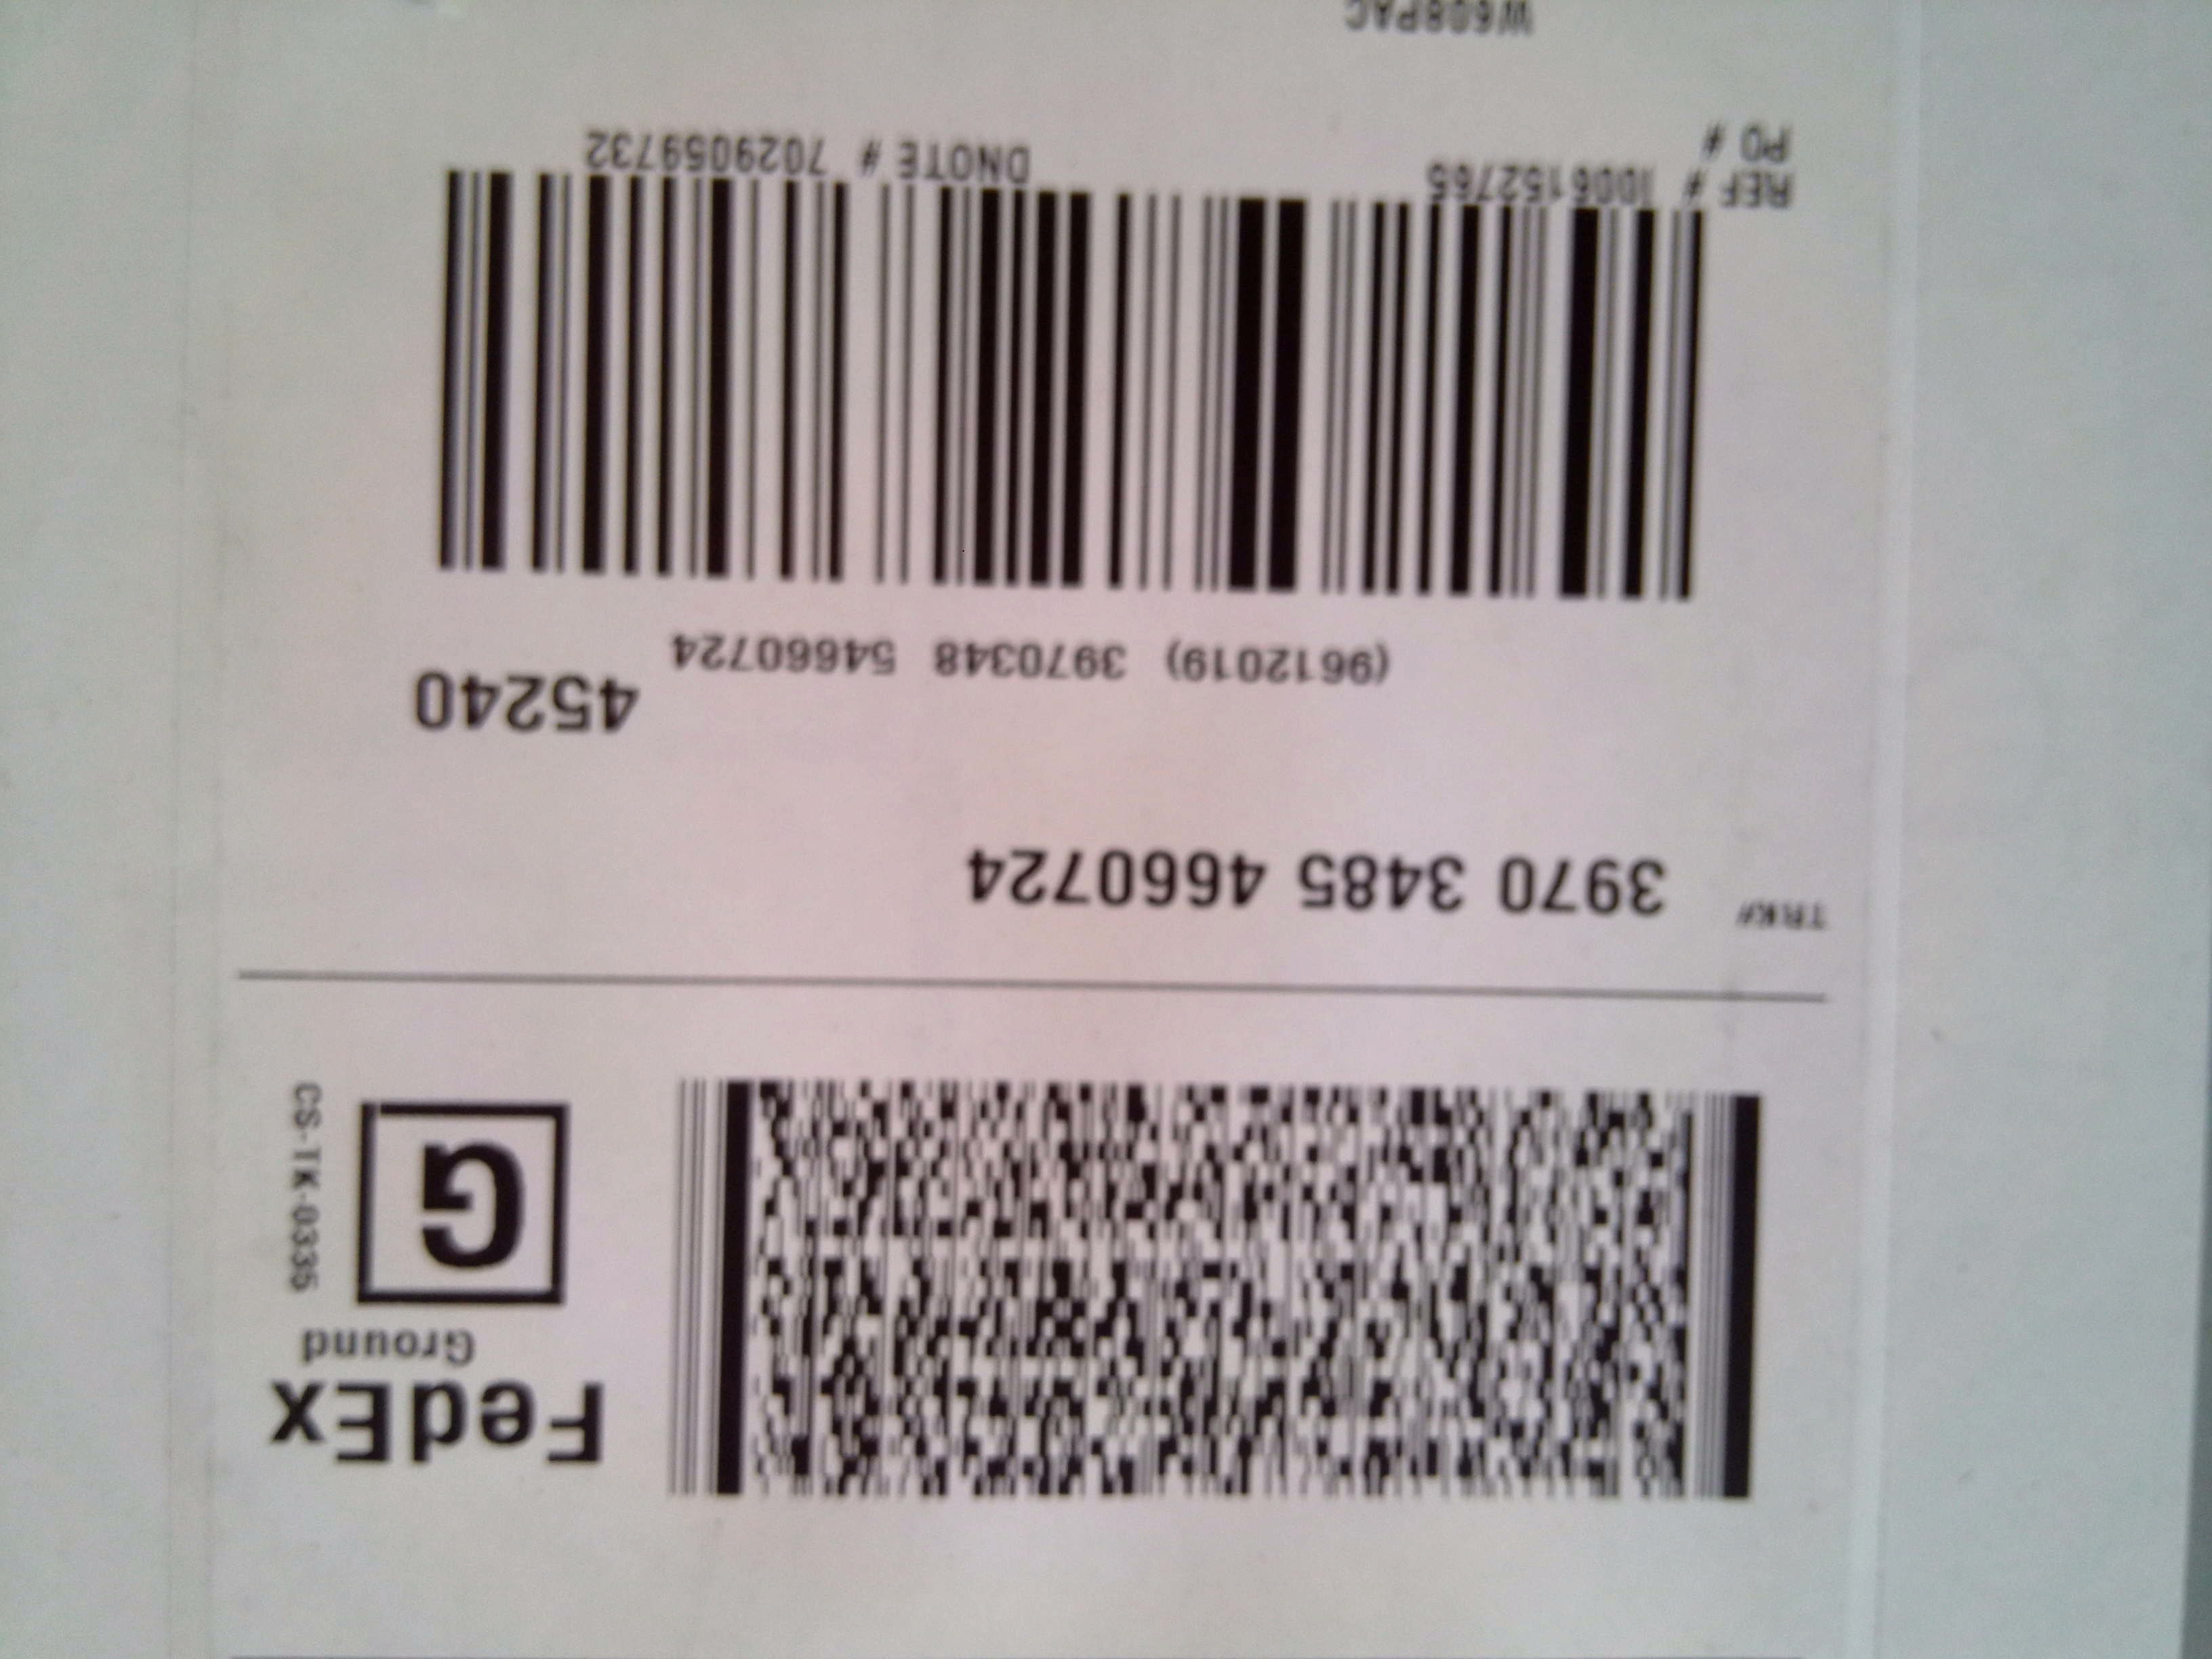 FedEx
Ground
G
CS-TK-0335
TRK# 3970 3485 4660724
45240
(9612019) 3970348 54660724
REF # 1006152765 DNOTE # 7029059732
PO #
W608PAC